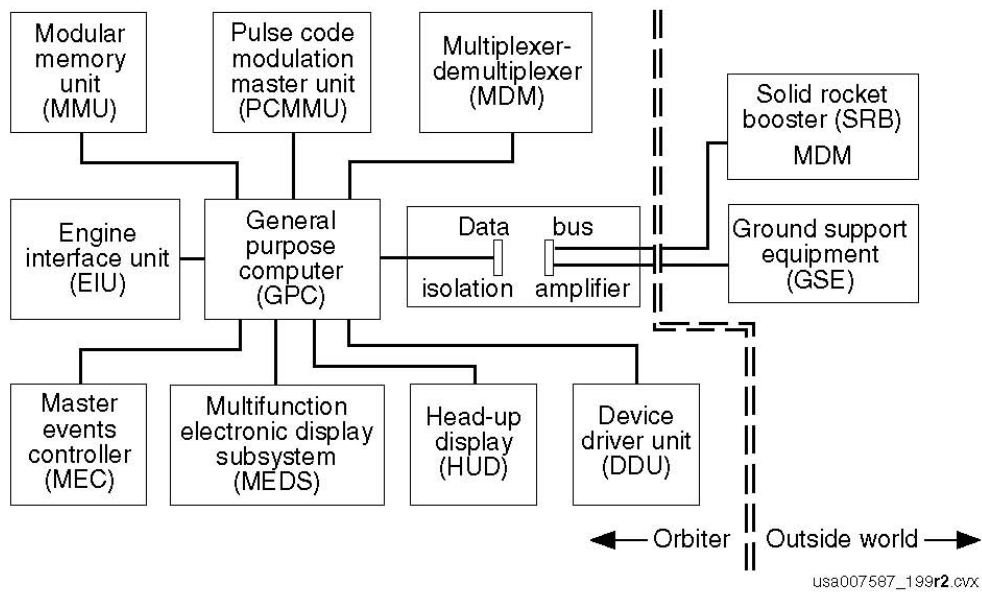 Modular
memory
unit
(MMU)
Pulse code
modulation
master unit
(PCMMU)
Multiplexer-
demultiplexer
(MDM)
Solid rocket
booster (SRB)
MDM
Engine
interface unit
(EIU)
General
purpose
computer
(GPC)
Data bus
isolation amplifier
Ground support
equipment
(GSE)
Master
events
controller
(MEC)
Multifunction
electronic display
subsystem
(MEDS)
Head-up
display
(HUD)
Device
driver unit
(DDU)
Orbiter
Outside world
usa007587_199r2.cvx